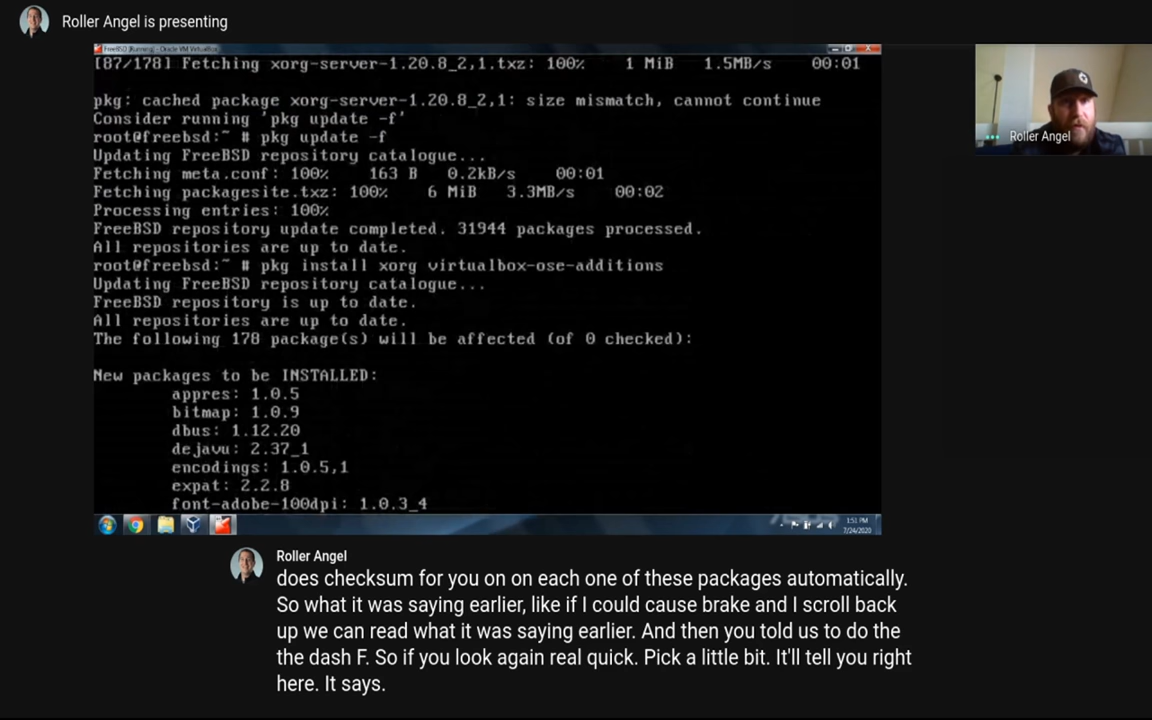 Roller Angel is presenting
FreeBSD [Running] - Oracle VM VirtualBox
[87/178] Fetching xorg-server-1.20.8_2,1.txz: 100% 1 MiB 1.5MB/s 00:01
pkg: cached package xorg-server-1.20.8_2,1: size mismatch, cannot continue
Consider running 'pkg update -f'
root@freebsd:~ # pkg update -f
Updating FreeBSD repository catalogue...
Fetching meta.conf: 100% 163 B 0.2kB/s 00:01
Fetching packagesite.txz: 100% 6 MiB 3.3MB/s 00:02
Processing entries: 100%
FreeBSD repository update completed. 31944 packages processed.
All repositories are up to date.
root@freebsd:~ # pkg install xorg virtualbox-ose-additions
Updating FreeBSD repository catalogue...
FreeBSD repository is up to date.
All repositories are up to date.
The following 178 package(s) will be affected (of 0 checked):
New packages to be INSTALLED:
appres: 1.0.5
bitmap: 1.0.9
dbus: 1.12.20
dejavu: 2.37_1
encodings: 1.0.5,1
expat: 2.2.8
font-adobe-100dpi: 1.0.3_4
1:51 PM
7/24/2020
Roller Angel
Roller Angel
does checksum for you on on each one of these packages automatically.
So what it was saying earlier, like if I could cause brake and I scroll back
up we can read what it was saying earlier. And then you told us to do the
the dash F. So if you look again real quick. Pick a little bit. It'll tell you right
here. It says.